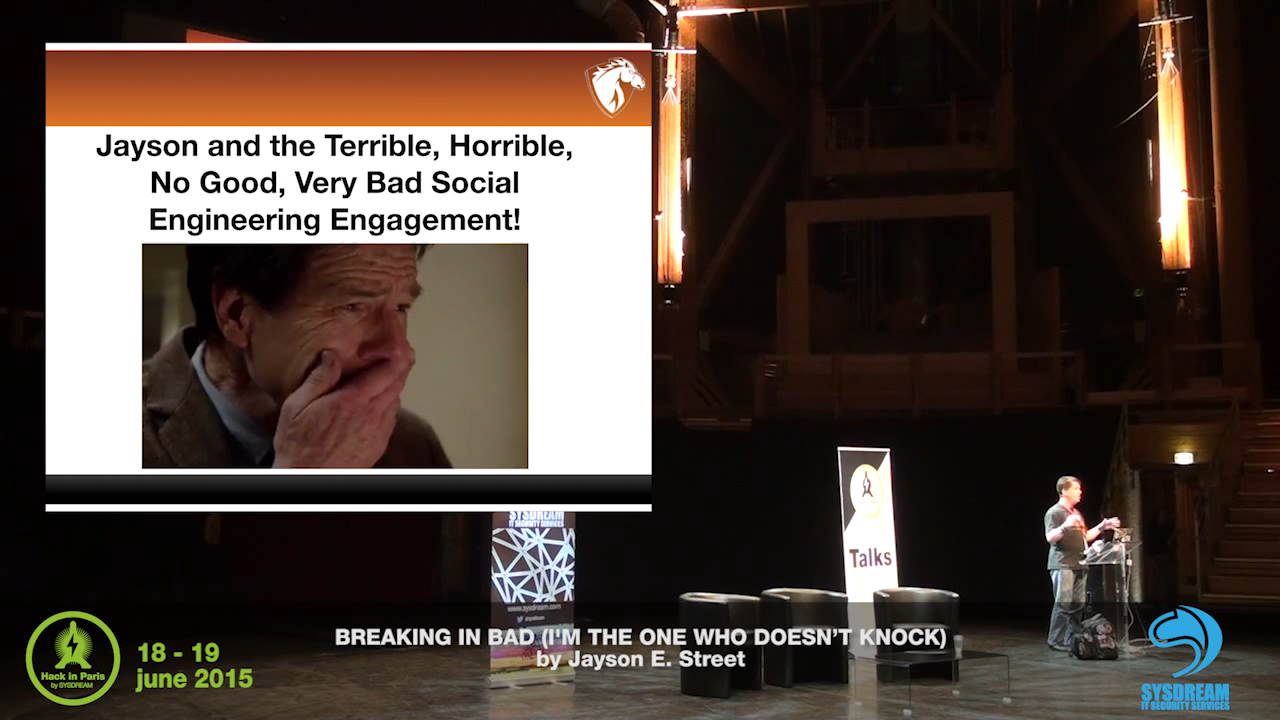 Jayson and the Terrible, Horrible,
No Good, Very Bad Social
Engineering Engagement!
SYSDREAM
IT SECURITY SERVICES
www.sysdream.com
Talks
BREAKING IN BAD (I'M THE ONE WHO DOESN’T KNOCK)
by Jayson E. Street
Hack in Paris
by SYSDREAM
18 - 19
june 2015
SYSDREAM
IT SECURITY SERVICES